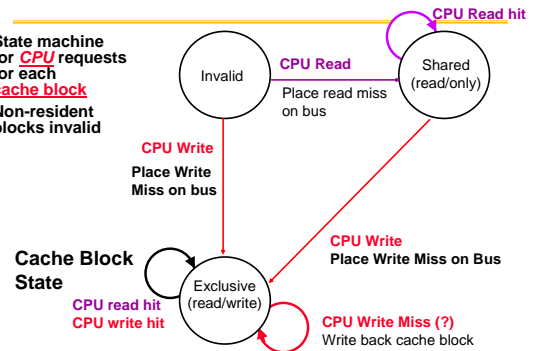 CPU Read hit
State machine
for CPU requests
for each
cache block
Non-resident
blocks invalid
Invalid
CPU Read
Place read miss
on bus
Shared
(read/only)
CPU Write
Place Write
Miss on bus
CPU Write
Place Write Miss on Bus
Cache Block
State
Exclusive
(read/write)
CPU read hit
CPU write hit
CPU Write Miss (?)
Write back cache block